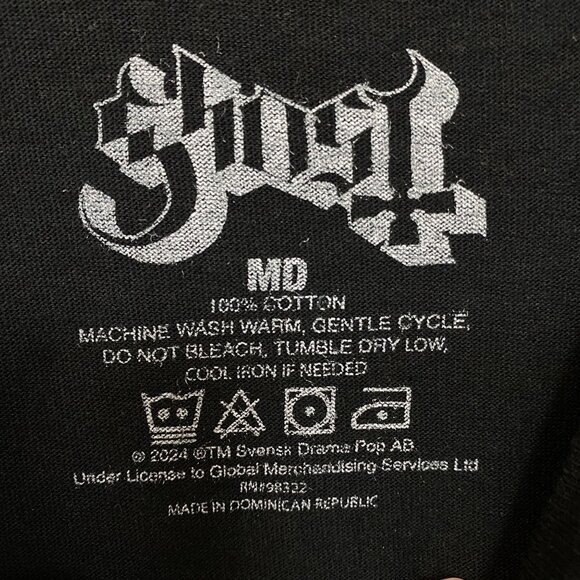 Ghost
MD
100% COTTON
MACHINE WASH WARM, GENTLE CYCLE,
DO NOT BLEACH, TUMBLE DRY LOW,
COOL IRON IF NEEDED
© 2024 ®TM Svensk Drama Pop AB
Under License to Global Merchandising Services Ltd
RN#98322
MADE IN DOMINICAN REPUBLIC